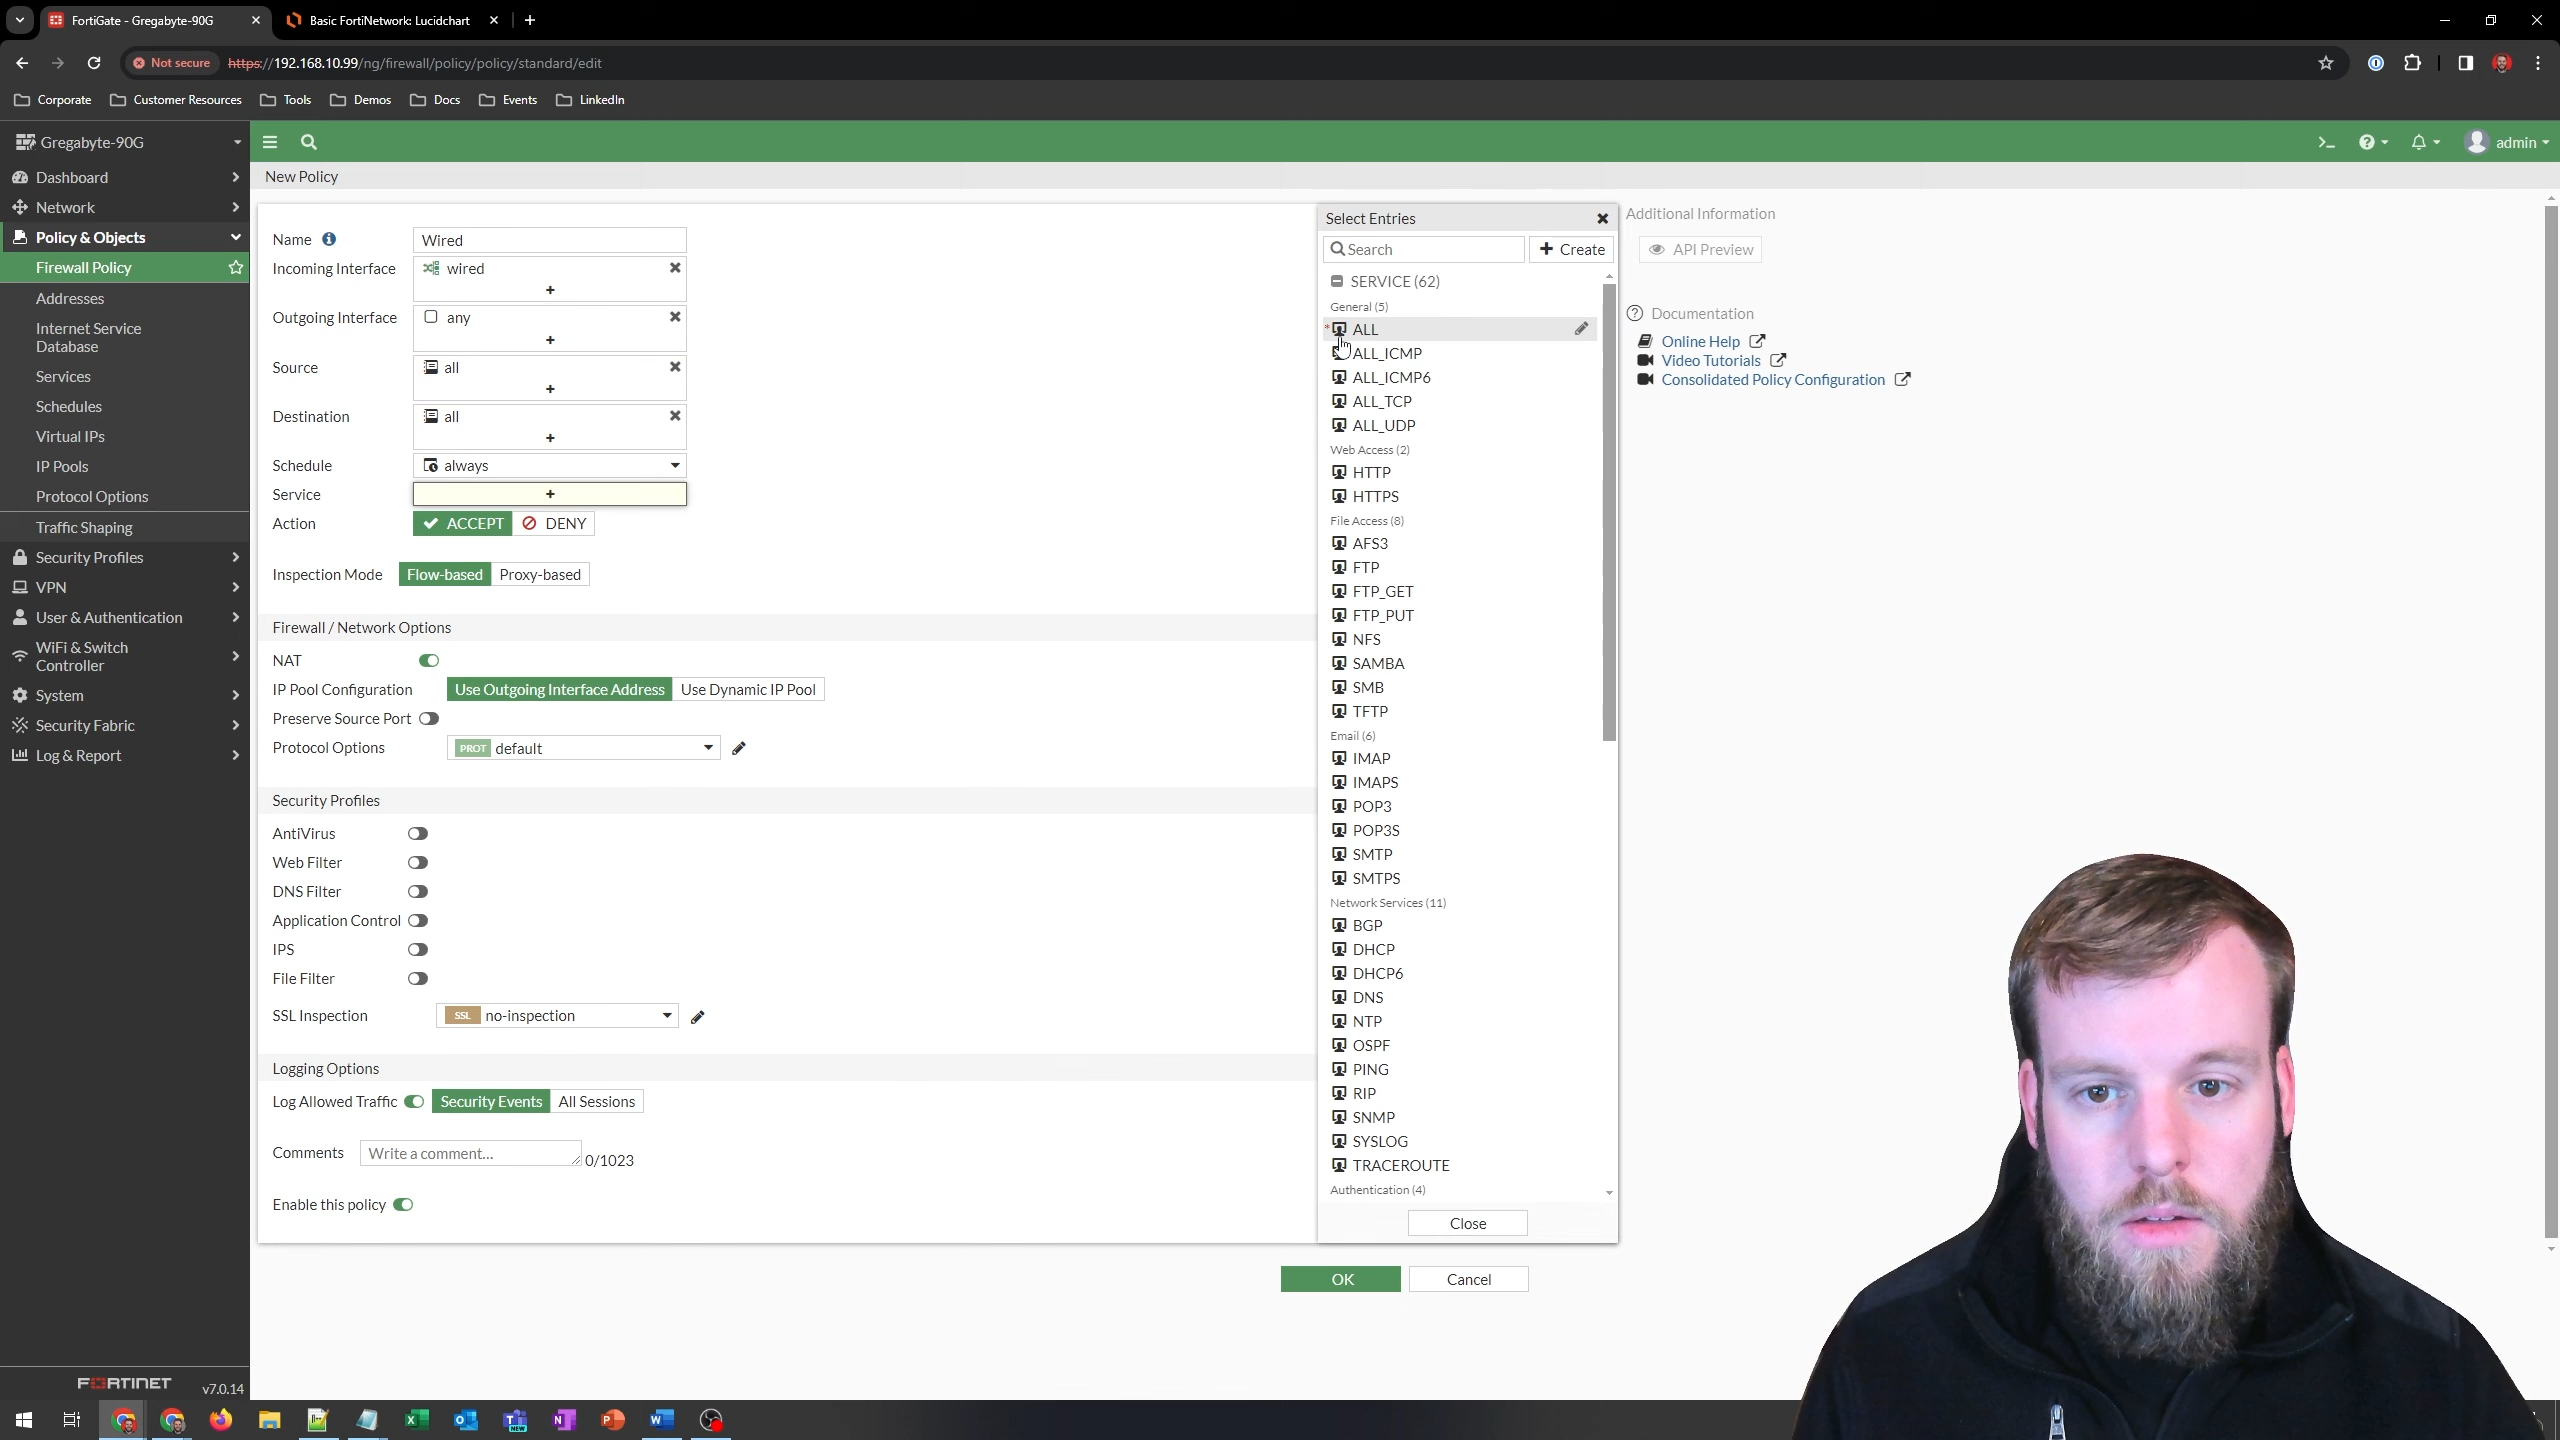 FortiGate - Gregabyte-90G
Basic FortiNetwork: Lucidchart
Not secure
https://192.168.10.99/ng/firewall/policy/policy/standard/edit
Corporate
Customer Resources
Tools
Demos
Docs
Events
LinkedIn
Gregabyte-90G
admin
Dashboard
Network
Policy & Objects
Firewall Policy
Addresses
Internet Service
Database
Services
Schedules
Virtual IPs
IP Pools
Protocol Options
Traffic Shaping
Security Profiles
VPN
User & Authentication
WiFi & Switch
Controller
System
Security Fabric
Log & Report
FORTINET
v7.0.14
New Policy
Name
Wired
Incoming Interface
wired
+
Outgoing Interface
any
+
Source
all
+
Destination
all
+
Schedule
always
Service
+
Action
ACCEPT
DENY
Inspection Mode
Flow-based
Proxy-based
Firewall / Network Options
NAT
IP Pool Configuration
Use Outgoing Interface Address
Use Dynamic IP Pool
Preserve Source Port
Protocol Options
PROT default
Security Profiles
AntiVirus
Web Filter
DNS Filter
Application Control
IPS
File Filter
SSL Inspection
SSL no-inspection
Logging Options
Log Allowed Traffic
Security Events
All Sessions
Comments
Write a comment...
0/1023
Enable this policy
Select Entries
Search
+ Create
SERVICE (62)
General (5)
ALL
ALL_ICMP
ALL_ICMP6
ALL_TCP
ALL_UDP
Web Access (2)
HTTP
HTTPS
File Access (8)
AFS3
FTP
FTP_GET
FTP_PUT
NFS
SAMBA
SMB
TFTP
Email (6)
IMAP
IMAPS
POP3
POP3S
SMTP
SMTPS
Network Services (11)
BGP
DHCP
DHCP6
DNS
NTP
OSPF
PING
RIP
SNMP
SYSLOG
TRACEROUTE
Authentication (4)
Close
OK
Cancel
Additional Information
API Preview
Documentation
Online Help
Video Tutorials
Consolidated Policy Configuration